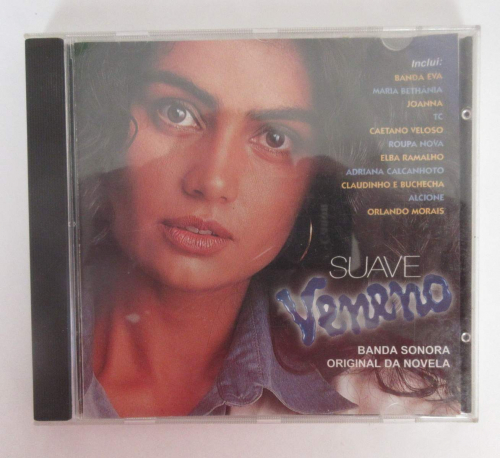 Inclui:
BANDA EVA
MARIA BETHÂNIA
JOANNA
TC
CAETANO VELOSO
ROUPA NOVA
ELBA RAMALHO
ADRIANA CALCANHOTO
CLAUDINHO E BUCHECHA
ALCIONE
ORLANDO MORAIS
SUAVE
Veneno
BANDA SONORA
ORIGINAL DA NOVELA